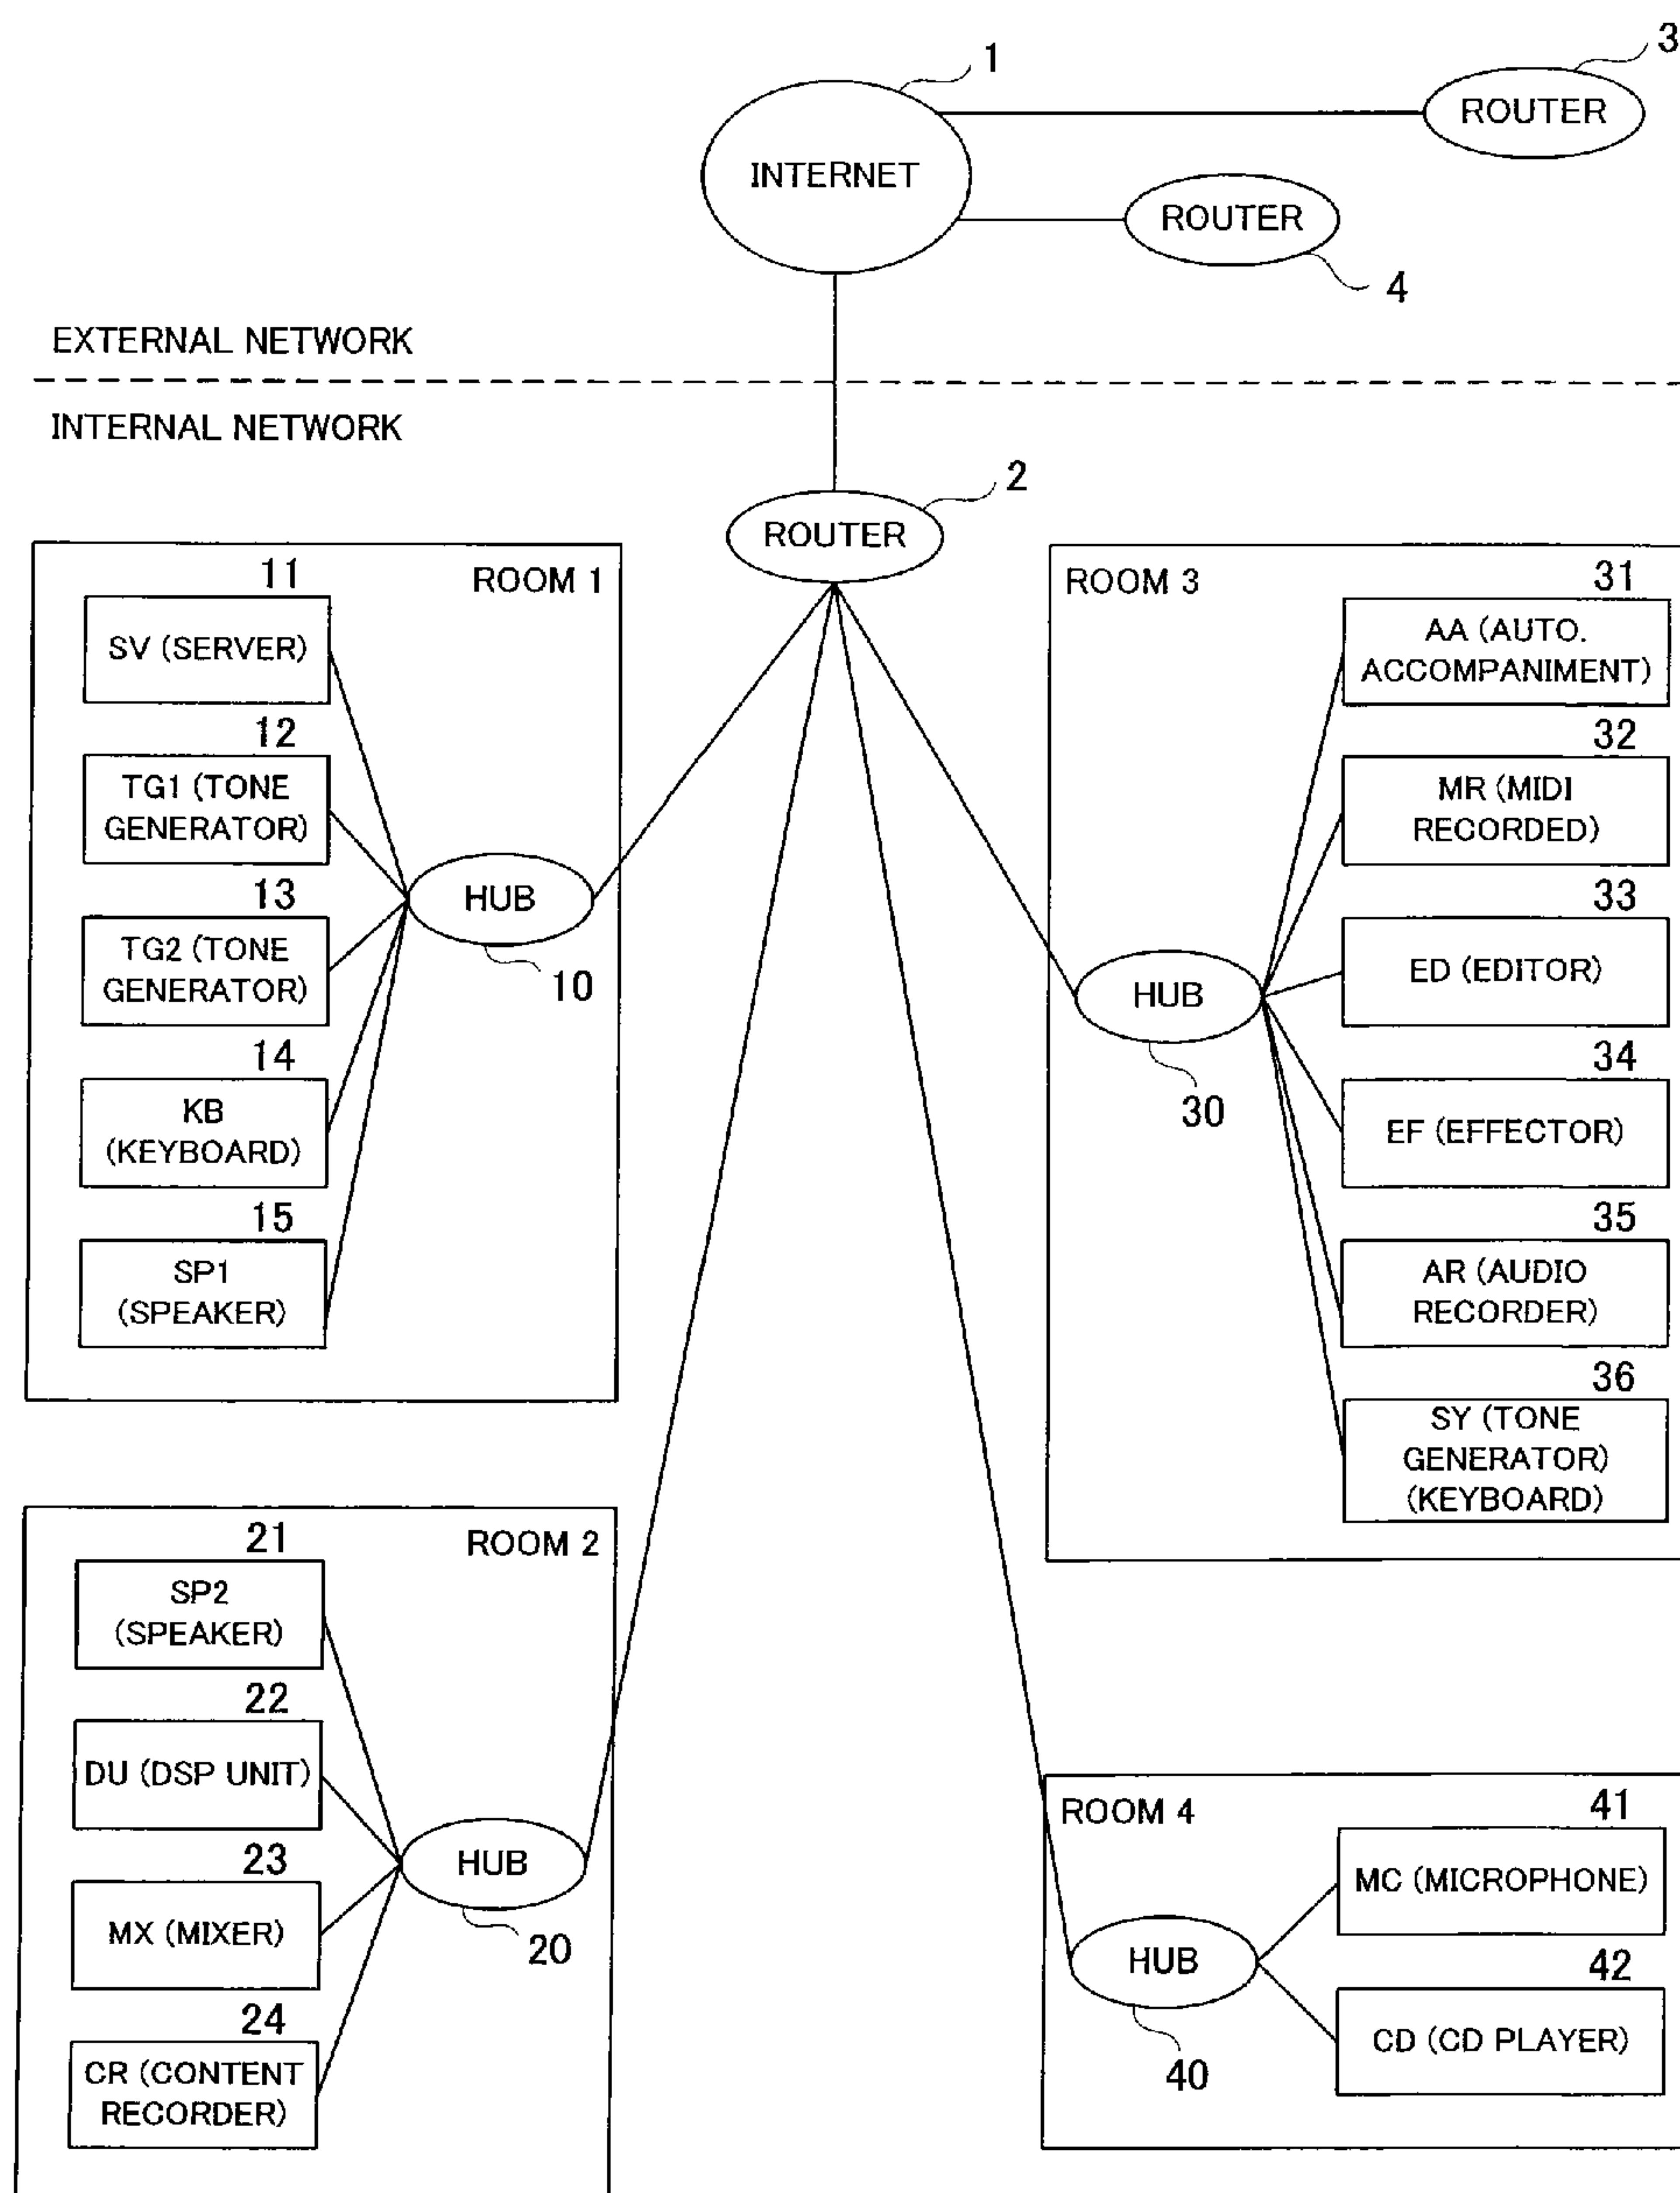 3
1
ROUTER
INTERNET
ROUTER
4
EXTERNAL NETWORK
INTERNAL NETWORK
2
ROUTER
ROOM 1
11
SV (SERVER)
12
TG1 (TONE
GENERATOR)
13
TG2 (TONE
GENERATOR)
HUB
10
14
KB
(KEYBOARD)
15
SP1
(SPEAKER)
ROOM 3
31
AA (AUTO.
ACCOMPANIMENT)
32
MR (MIDI
RECORDED)
33
ED (EDITOR)
HUB
30
34
EF (EFFECTOR)
35
AR (AUDIO
RECORDER)
36
SY (TONE
GENERATOR)
(KEYBOARD)
ROOM 2
21
SP2
(SPEAKER)
22
DU (DSP UNIT)
23
MX (MIXER)
HUB
20
24
CR (CONTENT
RECORDER)
ROOM 4
41
MC (MICROPHONE)
HUB
40
42
CD (CD PLAYER)